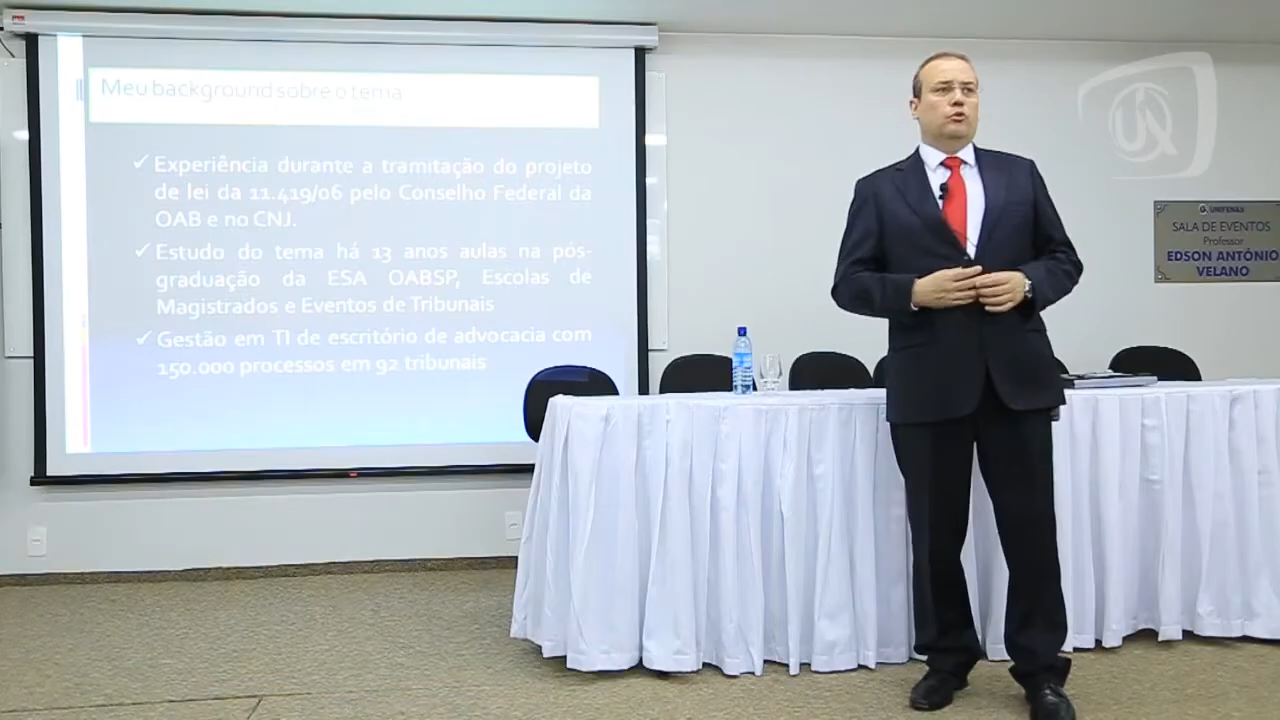 Meu background sobre o tema
✓ Experiência durante a tramitação do projeto
de lei da 11.419/06 pelo Conselho Federal da
OAB e no CNJ.
✓ Estudo do tema há 13 anos aulas na pós-
graduação da ESA OABSP, Escolas de
Magistrados e Eventos de Tribunais
✓ Gestão em TI de escritório de advocacia com
150.000 processos em 92 tribunais
UNIFENAS
SALA DE EVENTOS
Professor
EDSON ANTÔNIO
VELANO